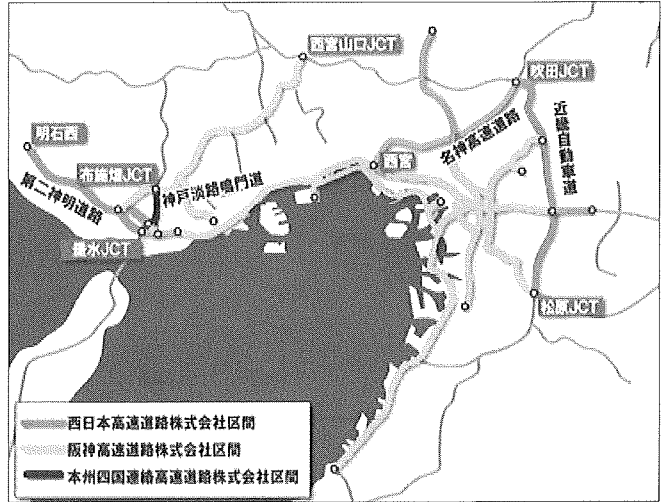 西宮山口JCT
吹田JCT
明石西
布施畑JCT
西宮
名神高速道路
近畿自動車道
第二神明道路
神戸淡路鳴門道
垂水JCT
松原JCT
西日本高速道路株式会社区間
阪神高速道路株式会社区間
本州四国連絡高速道路株式会社区間